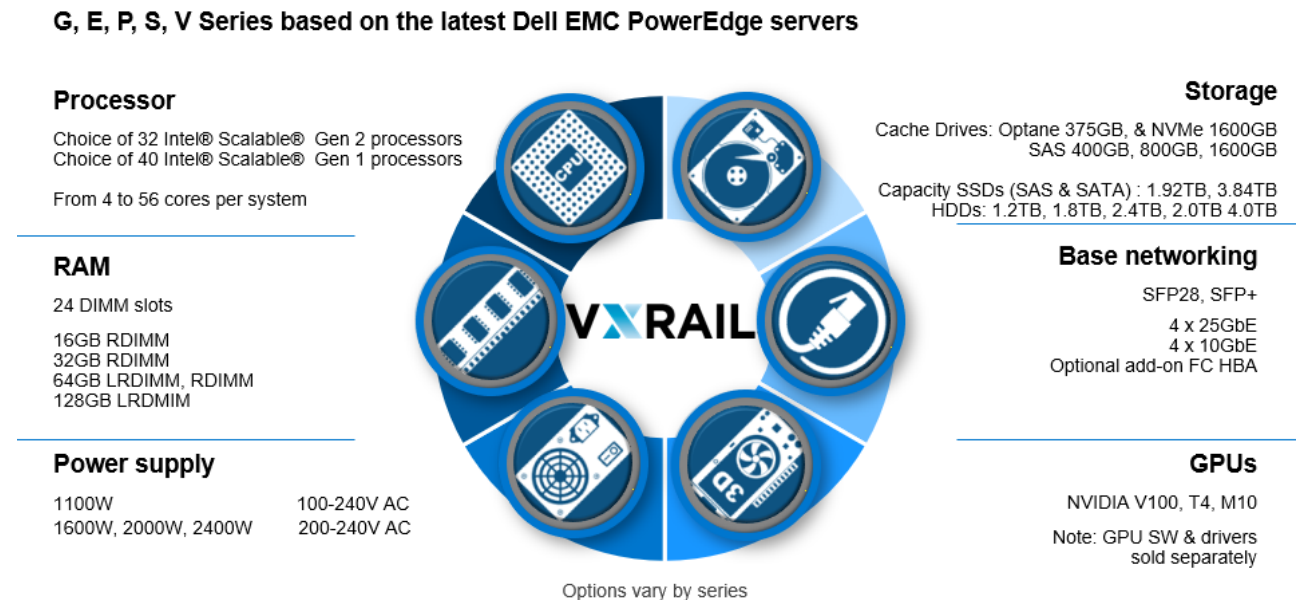 G, E, P, S, V Series based on the latest Dell EMC PowerEdge servers
Processor
Choice of 32 Intel® Scalable® Gen 2 processors
Choice of 40 Intel® Scalable® Gen 1 processors
From 4 to 56 cores per system
RAM
24 DIMM slots
16GB RDIMM
32GB RDIMM
64GB LRDIMM, RDIMM
128GB LRDMIM
Power supply
1100W 100-240V AC
1600W, 2000W, 2400W 200-240V AC
CPU
VXRAIL
3D
Storage
Cache Drives: Optane 375GB, & NVMe 1600GB
SAS 400GB, 800GB, 1600GB
Capacity SSDs (SAS & SATA) : 1.92TB, 3.84TB
HDDs: 1.2TB, 1.8TB, 2.4TB, 2.0TB 4.0TB
Base networking
SFP28, SFP+
4 x 25GbE
4 x 10GbE
Optional add-on FC HBA
GPUs
NVIDIA V100, T4, M10
Note: GPU SW & drivers
sold separately
Options vary by series